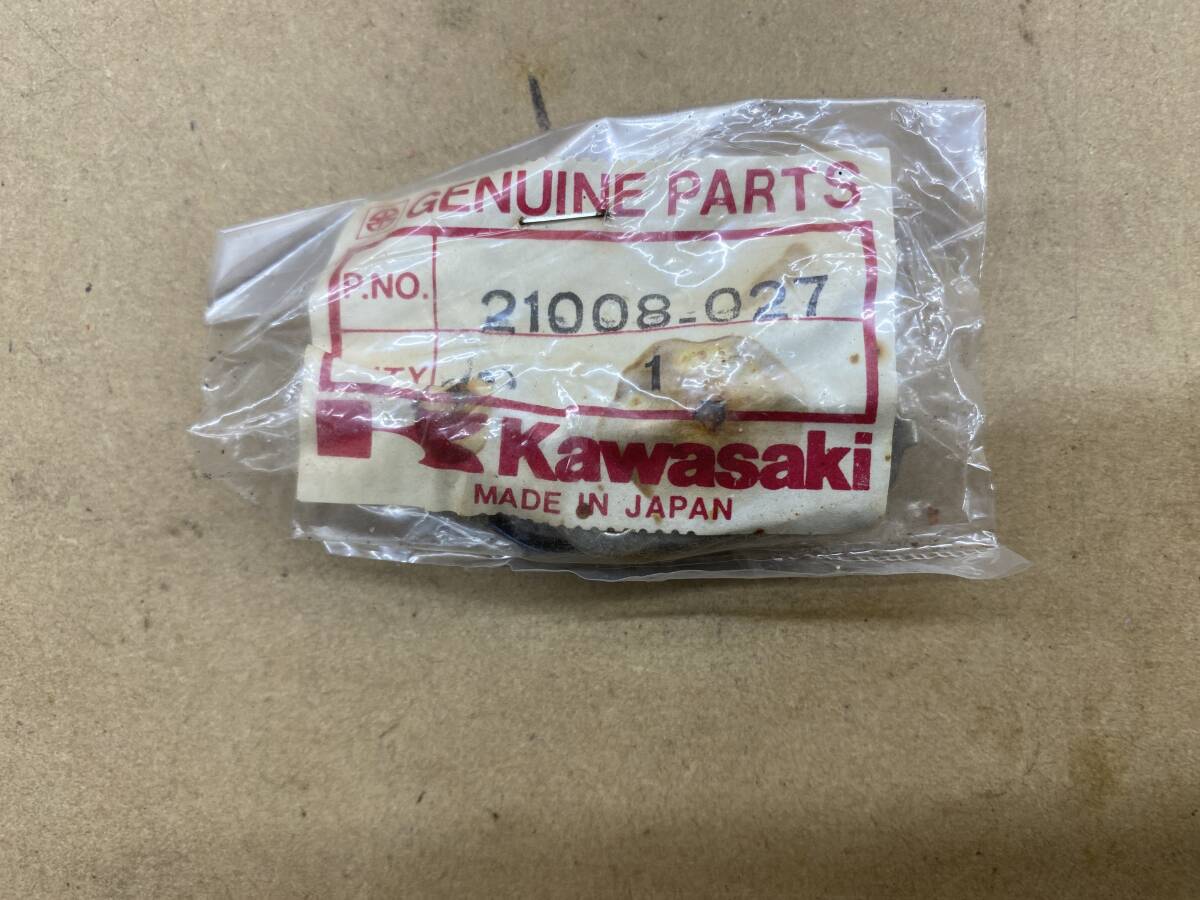 GENUINE PARTS
P.NO. 21008-027
1
Kawasaki
MADE IN JAPAN